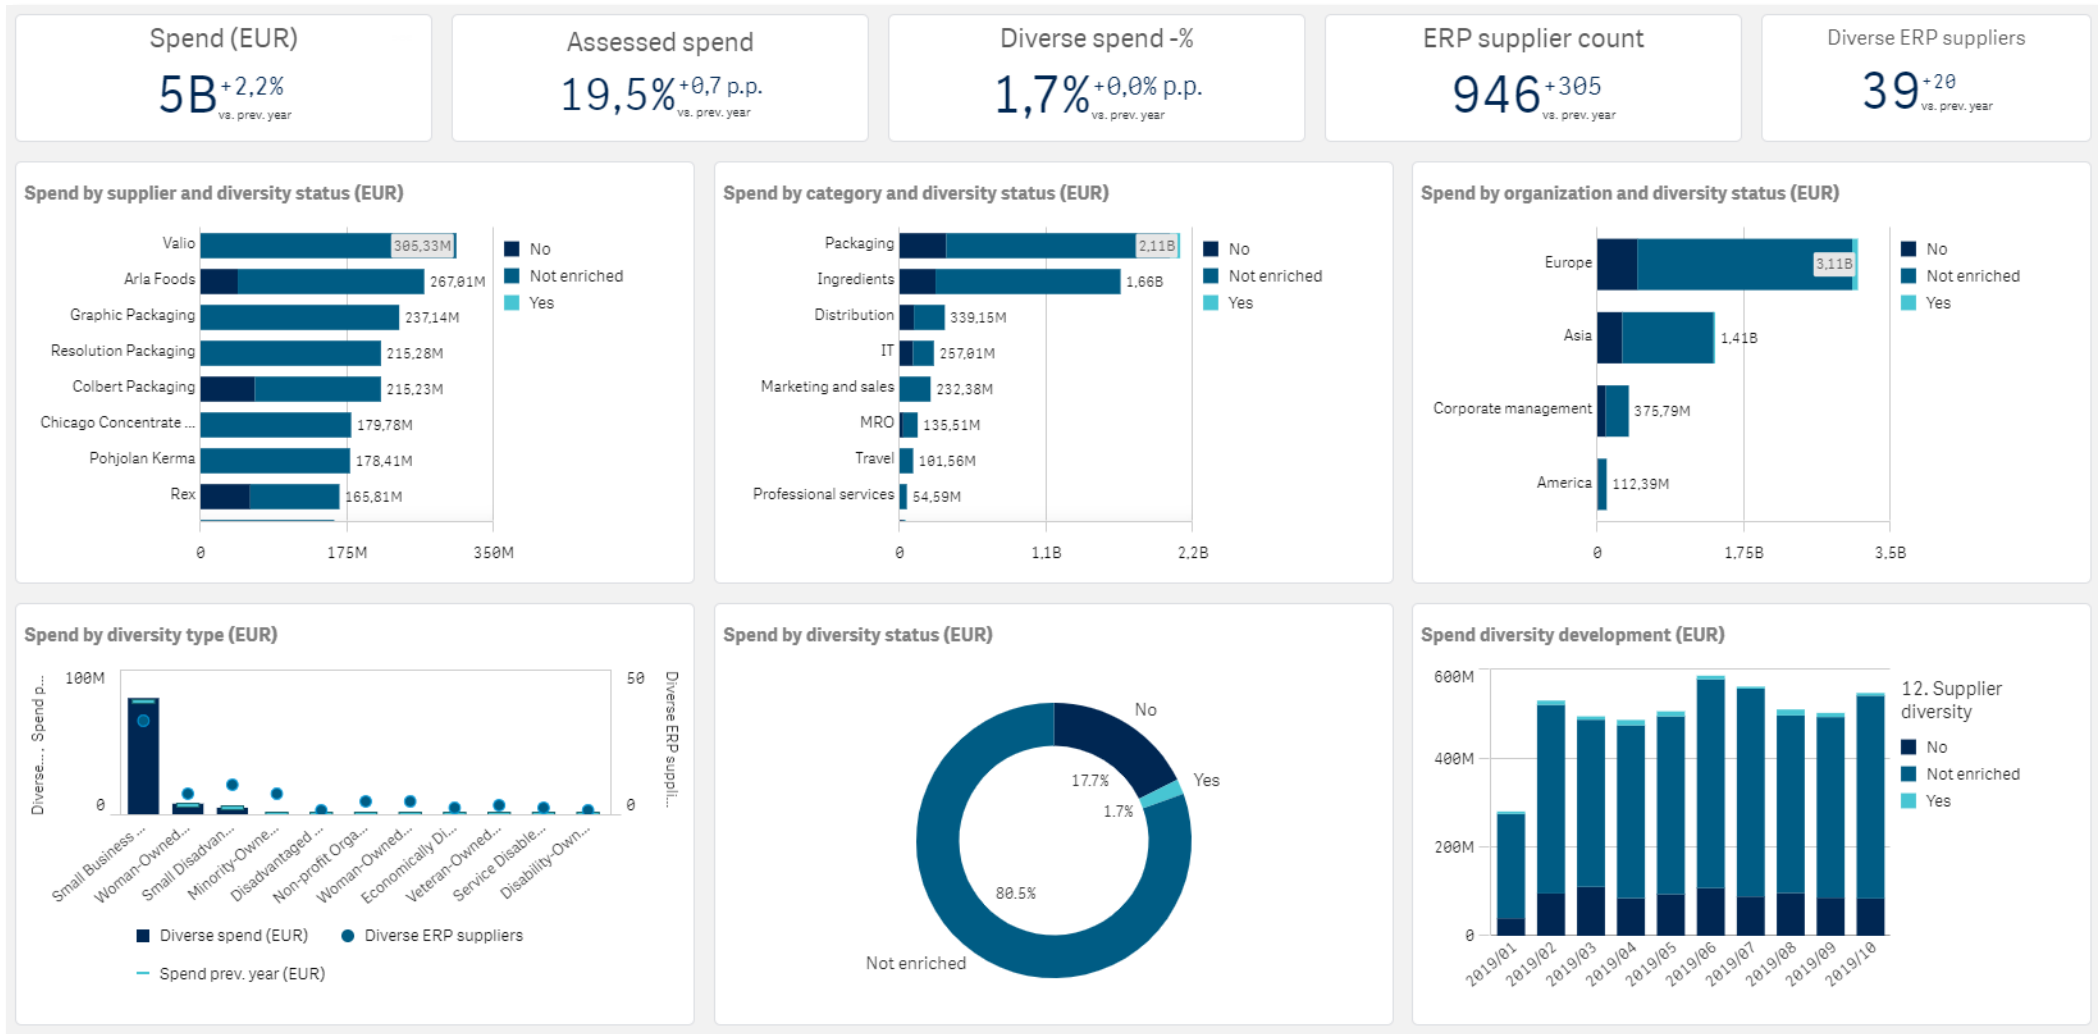 Spend (EUR)
5B +2,2%
vs. prev. year
Assessed spend
19,5% +0,7 p.p.
vs. prev. year
Diverse spend -%
1,7% +0,0% p.p.
vs. prev. year
ERP supplier count
946 +305
vs. prev. year
Diverse ERP suppliers
39 +20
vs. prev. year
Spend by supplier and diversity status (EUR)
Valio 305,33M
Arla Foods 267,01M
Graphic Packaging 237,14M
Resolution Packaging 215,28M
Colbert Packaging 215,23M
Chicago Concentrate ... 179,78M
Pohjolan Kerma 178,41M
Rex 165,81M
0 175M 350M
No
Not enriched
Yes
Spend by category and diversity status (EUR)
Packaging 2,11B
Ingredients 1,66B
Distribution 339,15M
IT 257,01M
Marketing and sales 232,38M
MRO 135,51M
Travel 101,56M
Professional services 54,59M
0 1,1B 2,2B
No
Not enriched
Yes
Spend by organization and diversity status (EUR)
Europe 3,11B
Asia 1,41B
Corporate management 375,79M
America 112,39M
0 1,75B 3,5B
No
Not enriched
Yes
Spend by diversity type (EUR)
Diverse..., Spend p...
100M
0
50
0
Diverse ERP suppli...
Small Business ...
Woman-Owned...
Small Disadvan...
Minority-Owne...
Disadvantaged ...
Non-profit Orga...
Woman-Owned...
Economically Di...
Veteran-Owned...
Service Disable...
Disability-Own...
Diverse spend (EUR)
Diverse ERP suppliers
Spend prev. year (EUR)
Spend by diversity status (EUR)
No
17.7%
Yes
1.7%
80.5%
Not enriched
Spend diversity development (EUR)
600M
400M
200M
0
2019/01
2019/02
2019/03
2019/04
2019/05
2019/06
2019/07
2019/08
2019/09
2019/10
12. Supplier
diversity
No
Not enriched
Yes